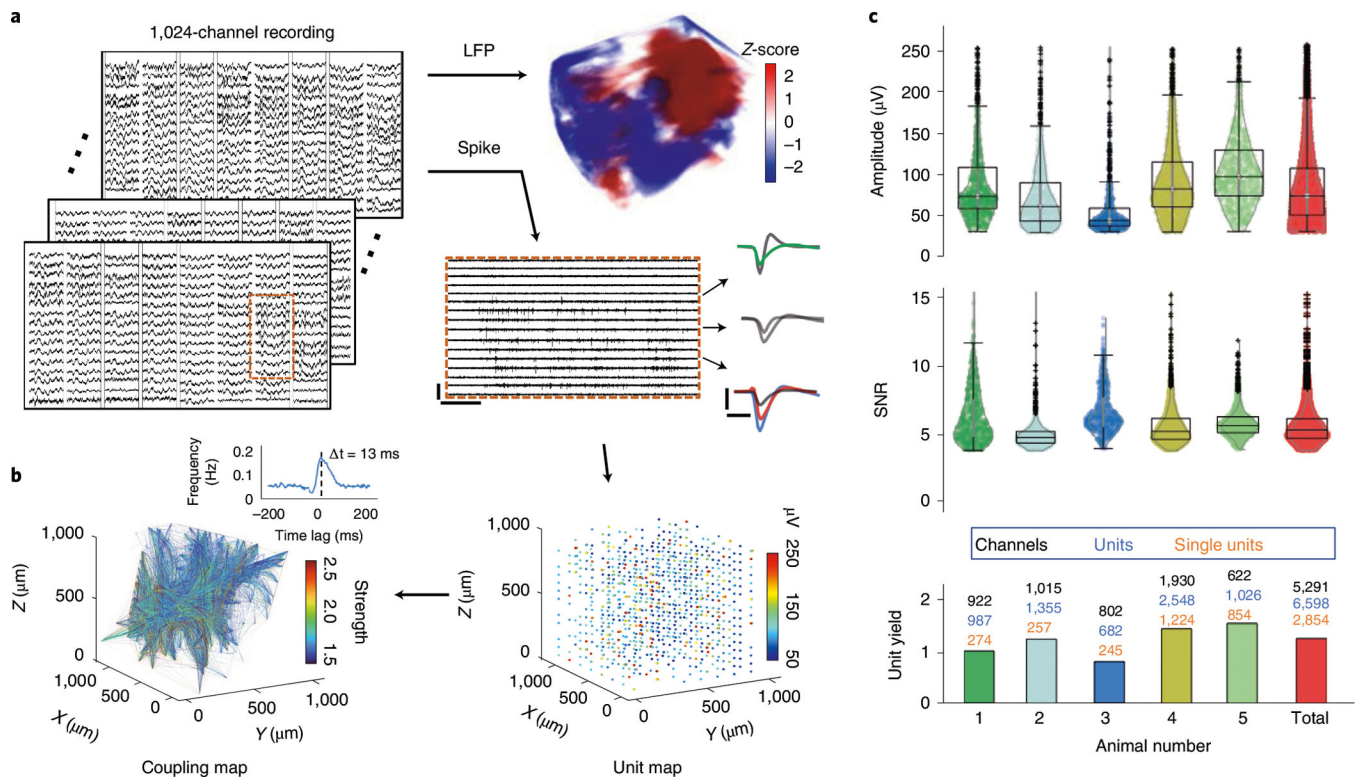 a
1,024-channel recording
LFP
Spike
Z-score
2
1
0
−1
−2
b
Frequency
(Hz)
0.2
0.1
0
Δt = 13 ms
−200
0
200
Time lag (ms)
1,000
500
0
Z (µm)
1,000
500
0
X (µm)
0
500
1,000
Y (µm)
2.5
2.0
1.5
Strength
Coupling map
1,000
500
0
Z (µm)
1,000
500
0
X (µm)
0
500
1,000
Y (µm)
µV
250
150
50
Unit map
c
Amplitude (µV)
250
200
150
100
50
0
SNR
15
10
5
0
Channels Units Single units
Unit yield
2
1
0
922
987
274
1,015
1,355
257
802
682
245
1,930
2,548
1,224
622
1,026
854
5,291
6,598
2,854
1 2 3 4 5 Total
Animal number